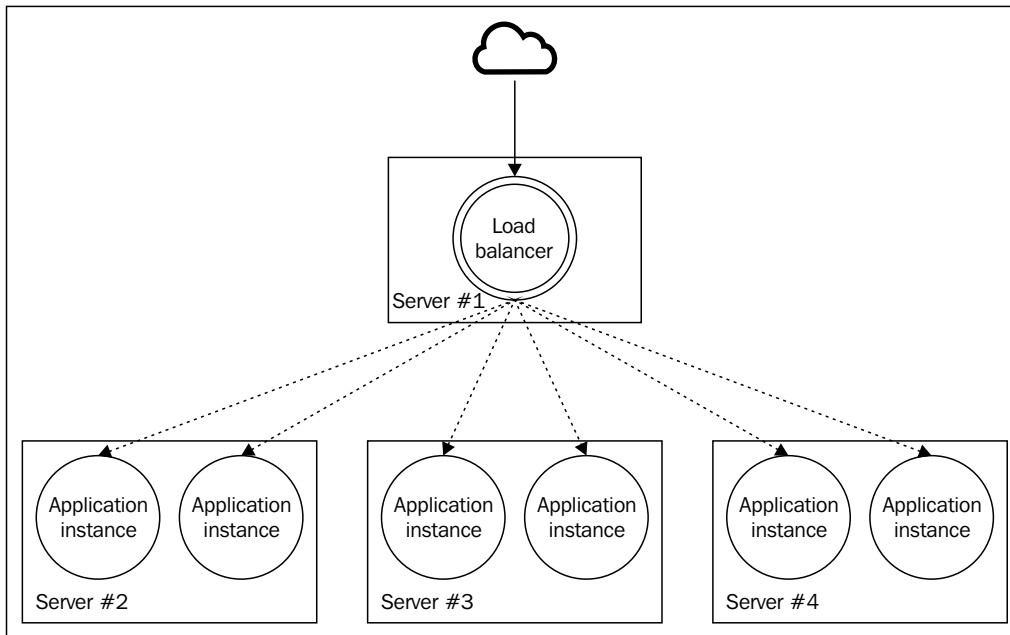 Load
balancer
Server #1
Application
instance
Application
instance
Server #2
Application
instance
Application
instance
Server #3
Application
instance
Application
instance
Server #4